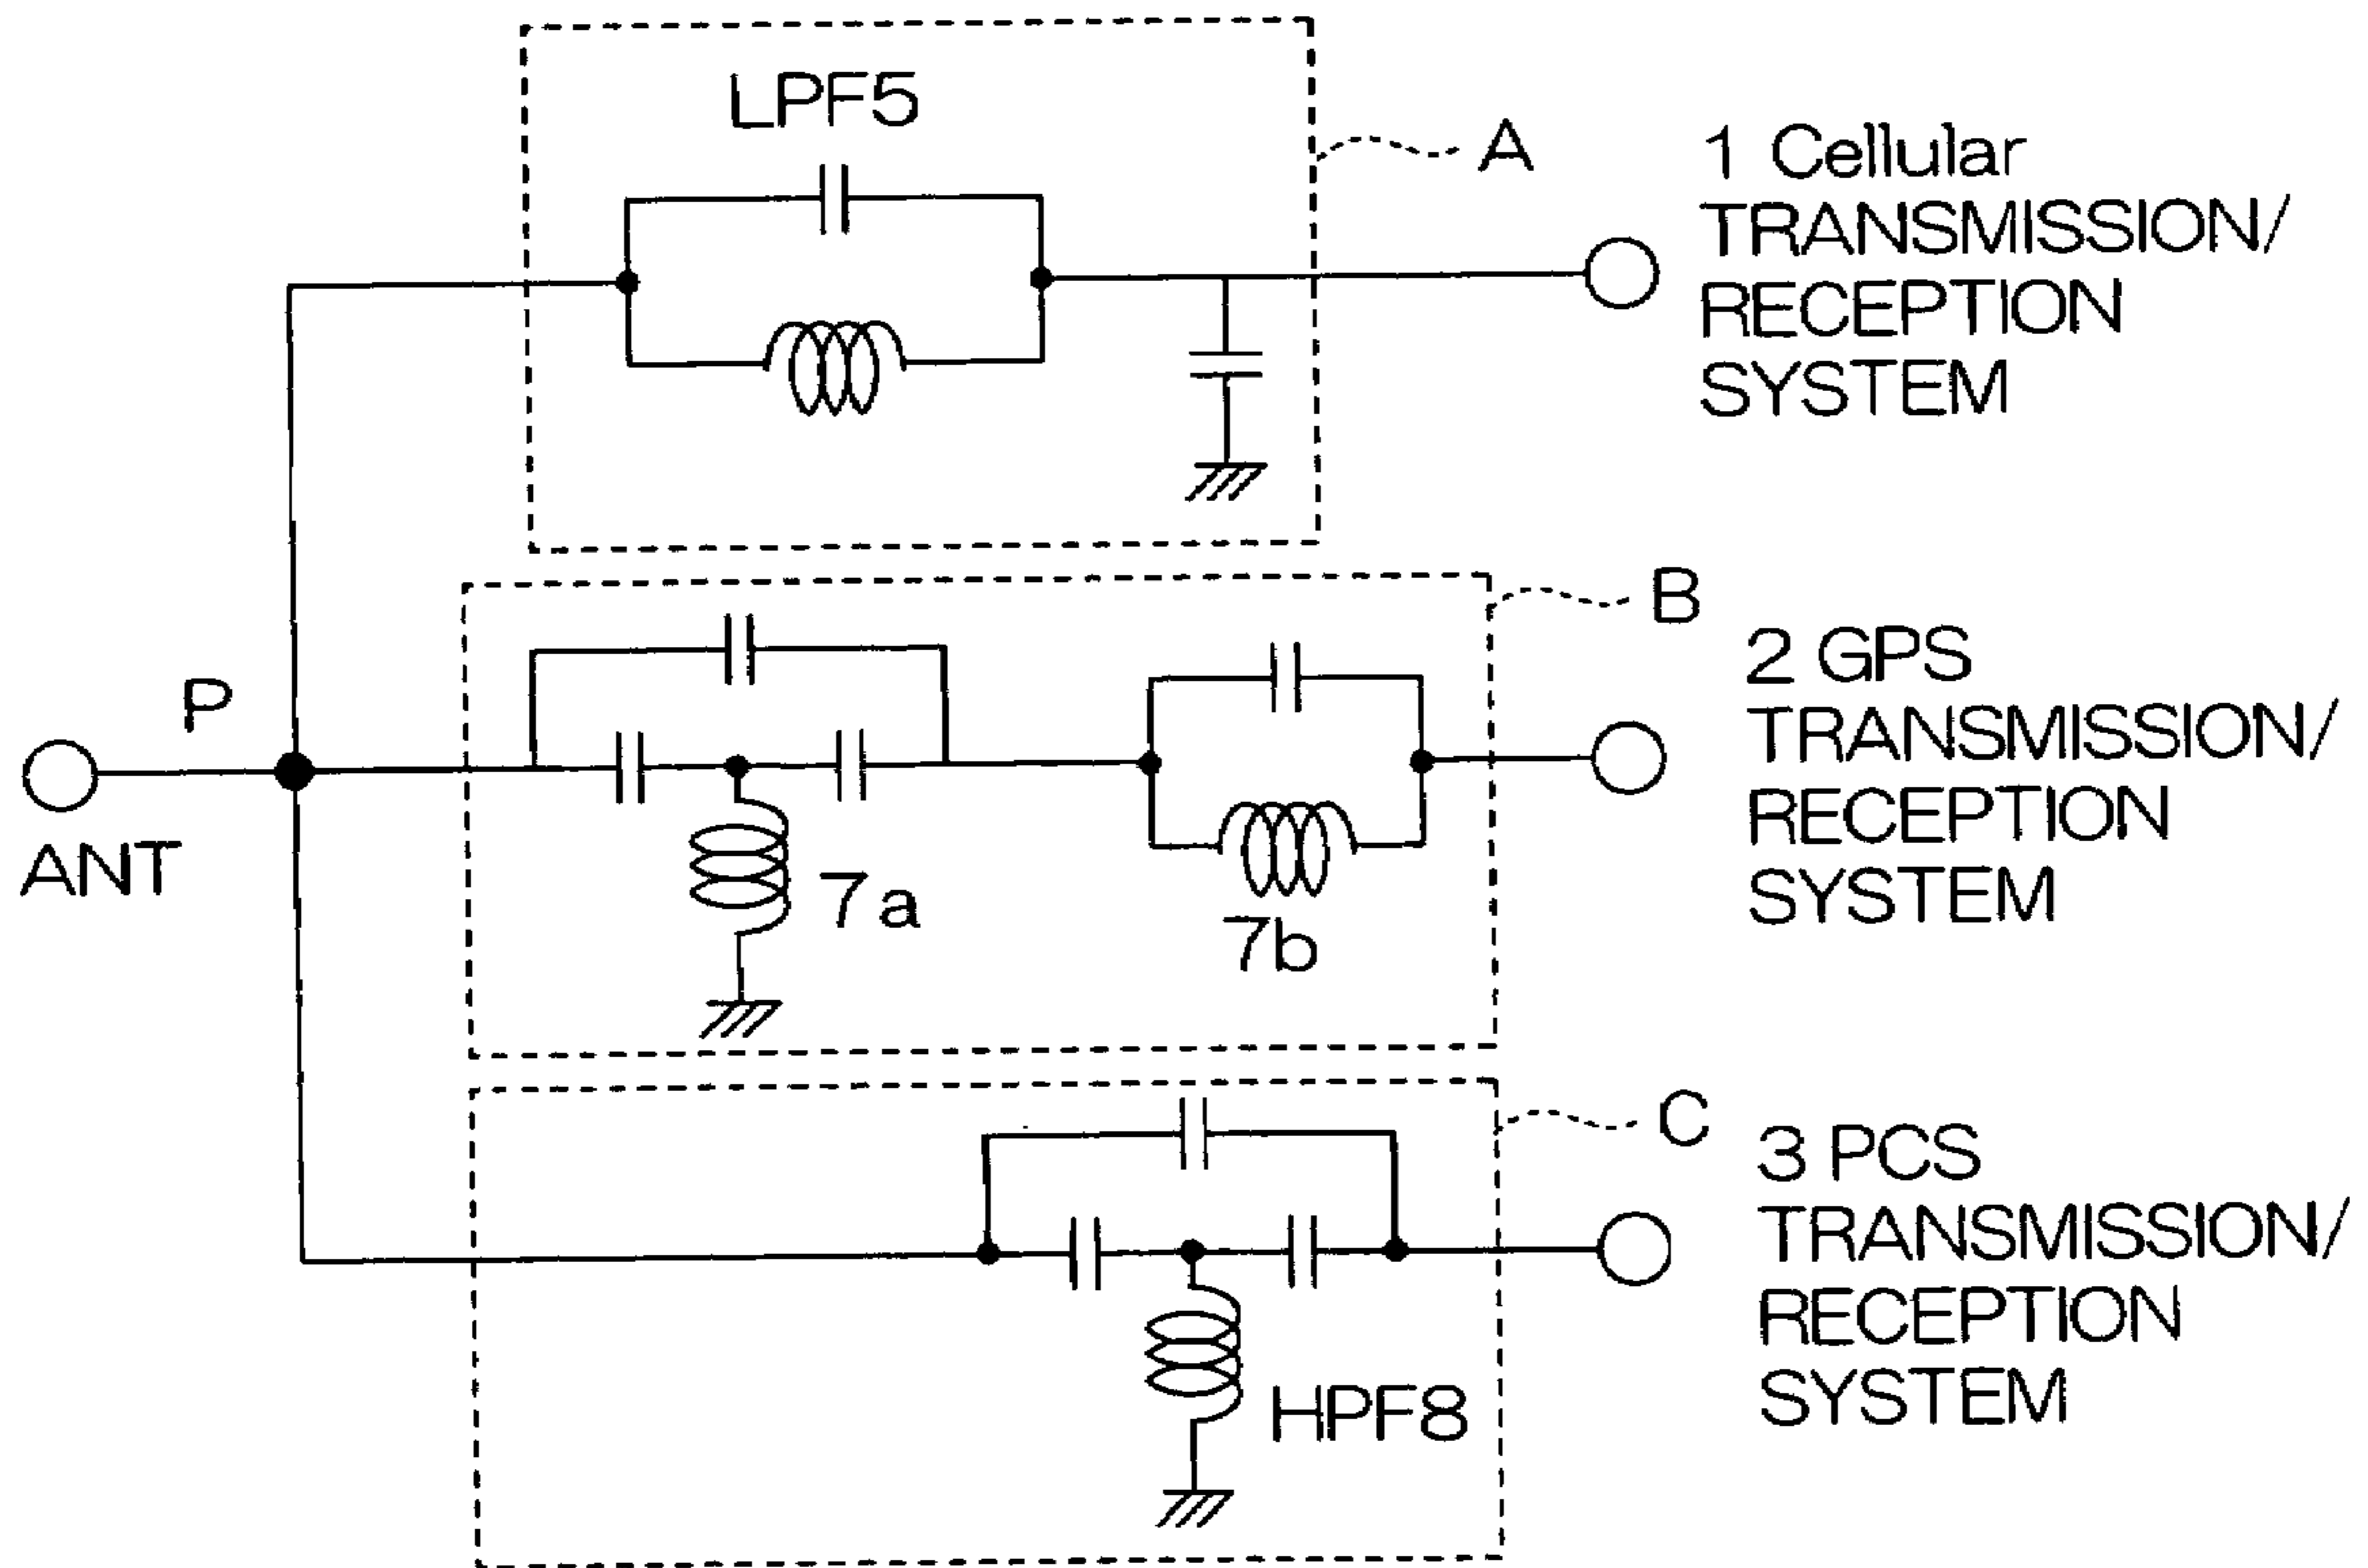 LPF5
A
1 Cellular
TRANSMISSION/
RECEPTION
SYSTEM
B
2 GPS
TRANSMISSION/
RECEPTION
SYSTEM
P
ANT
7a
7b
C
3 PCS
TRANSMISSION/
RECEPTION
SYSTEM
HPF8